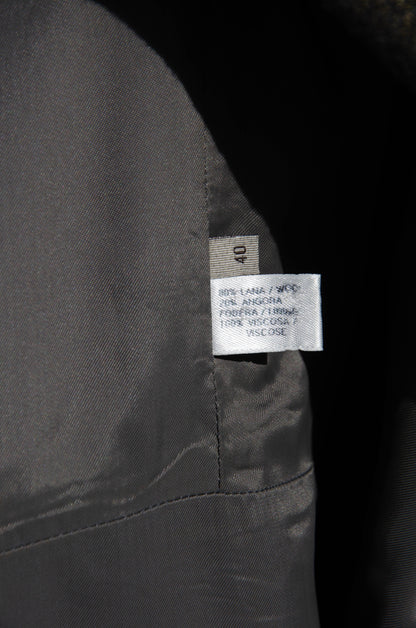 40
80% LANA / WOOL
20% ANGORA
FODERA / LINING
100% VISCOSA /
VISCOSE